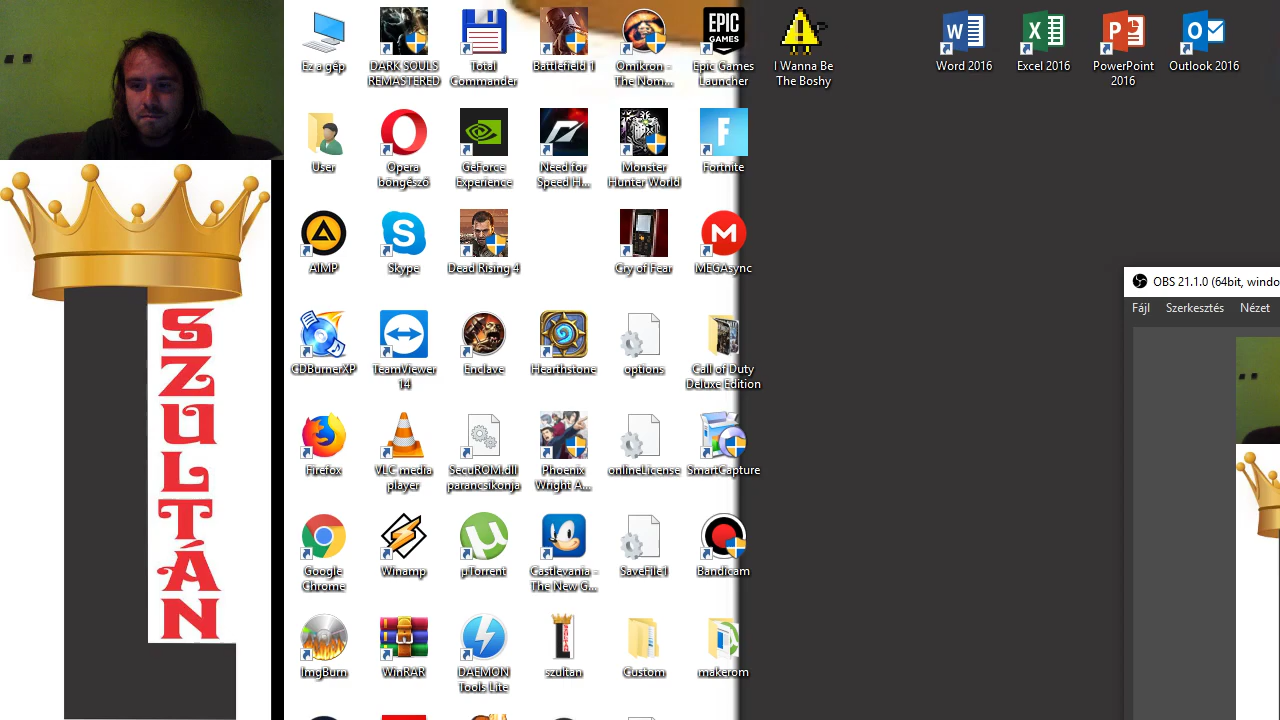 SZULTÁN
Ez a gép
DARK SOULS
REMASTERED
Total
Commander
Battlefield 1
Omikron -
The Nom...
EPIC
GAMES
Epic Games
Launcher
I Wanna Be
The Boshy
Word 2016
Excel 2016
PowerPoint
2016
Outlook 2016
User
Opera
böngésző
GeForce
Experience
Need for
Speed H...
Monster
Hunter World
Fortnite
AIMP
Skype
Dead Rising 4
Cry of Fear
MEGAsync
OBS 21.1.0 (64bit, windo
Fájl Szerkesztés Nézet
CDBurnerXP
TeamViewer
14
Enclave
Hearthstone
options
Call of Duty
Deluxe Edition
Firefox
VLC media
player
SecuROM.dll
parancsikonja
Phoenix
Wright A...
onlineLicense
SmartCapture
Google
Chrome
Winamp
µTorrent
Castlevania -
The New G...
SaveFile1
Bandicam
ImgBurn
WinRAR
DAEMON
Tools Lite
SZULTÁN
szultan
Custom
makerom